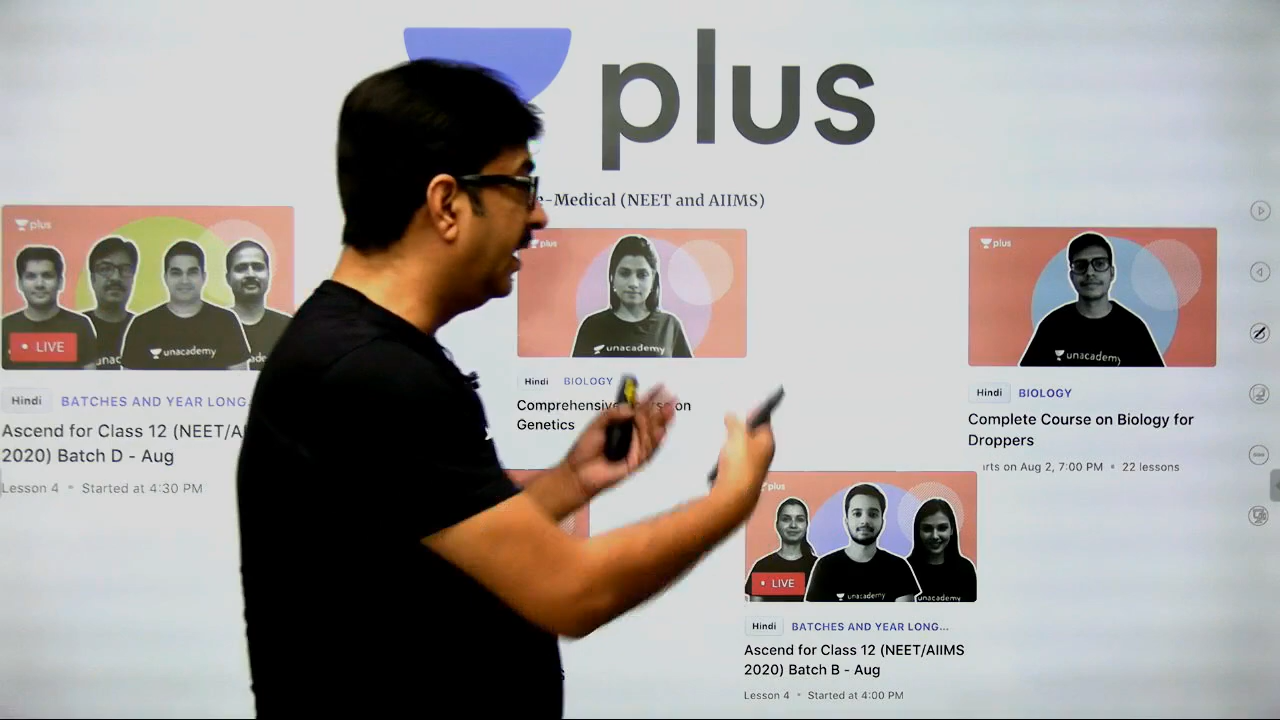 plus
e-Medical (NEET and AIIMS)
plus
LIVE
unacademy
Hindi BATCHES AND YEAR LONG
Ascend for Class 12 (NEET/A
2020) Batch D - Aug
Lesson 4 • Started at 4:30 PM
plus
unacademy
Hindi BIOLOGY
Comprehensive on
Genetics
plus
unacademy
Hindi BIOLOGY
Complete Course on Biology for
Droppers
rts on Aug 2, 7:00 PM • 22 lessons
plus
LIVE
unacademy
unacademy
Hindi BATCHES AND YEAR LONG...
Ascend for Class 12 (NEET/AIIMS
2020) Batch B - Aug
Lesson 4 • Started at 4:00 PM